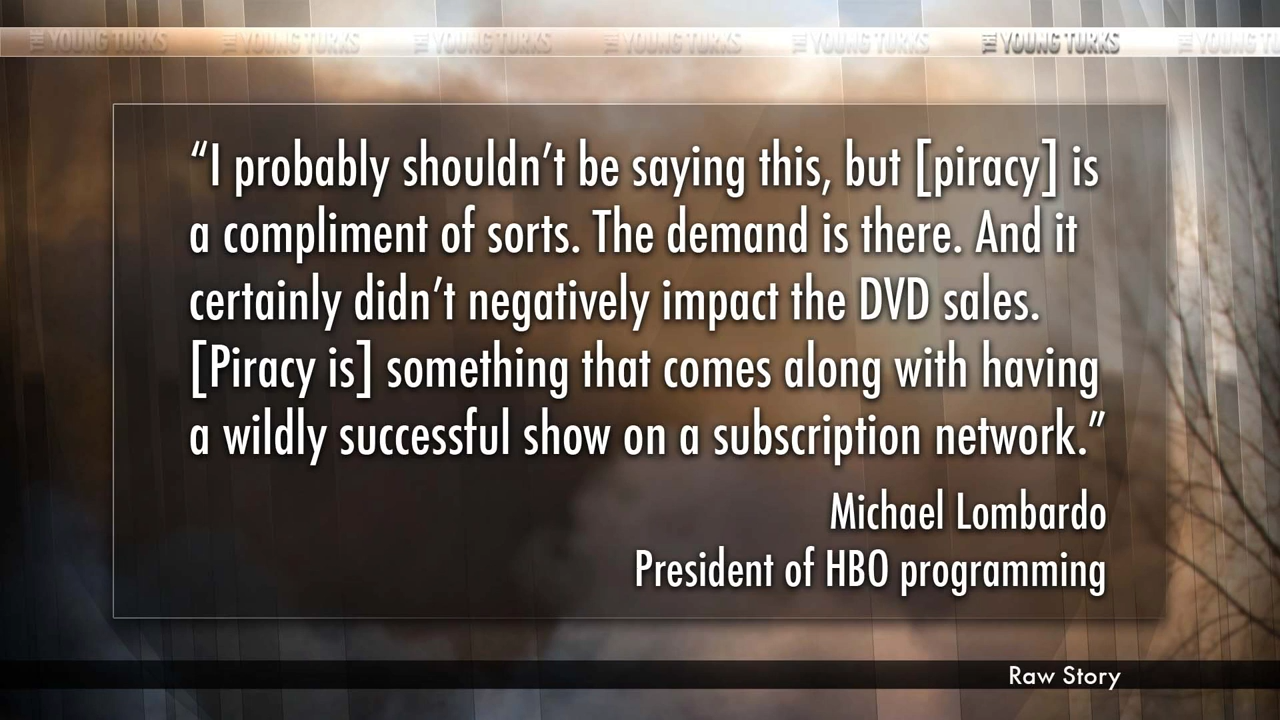 THE YOUNG TURKS THE YOUNG TURKS THE YOUNG TURKS THE YOUNG TURKS THE YOUNG TURKS THE YOUNG TURKS THE YOUNG TU
“I probably shouldn’t be saying this, but [piracy] is
a compliment of sorts. The demand is there. And it
certainly didn’t negatively impact the DVD sales.
[Piracy is] something that comes along with having
a wildly successful show on a subscription network.”
Michael Lombardo
President of HBO programming
Raw Story